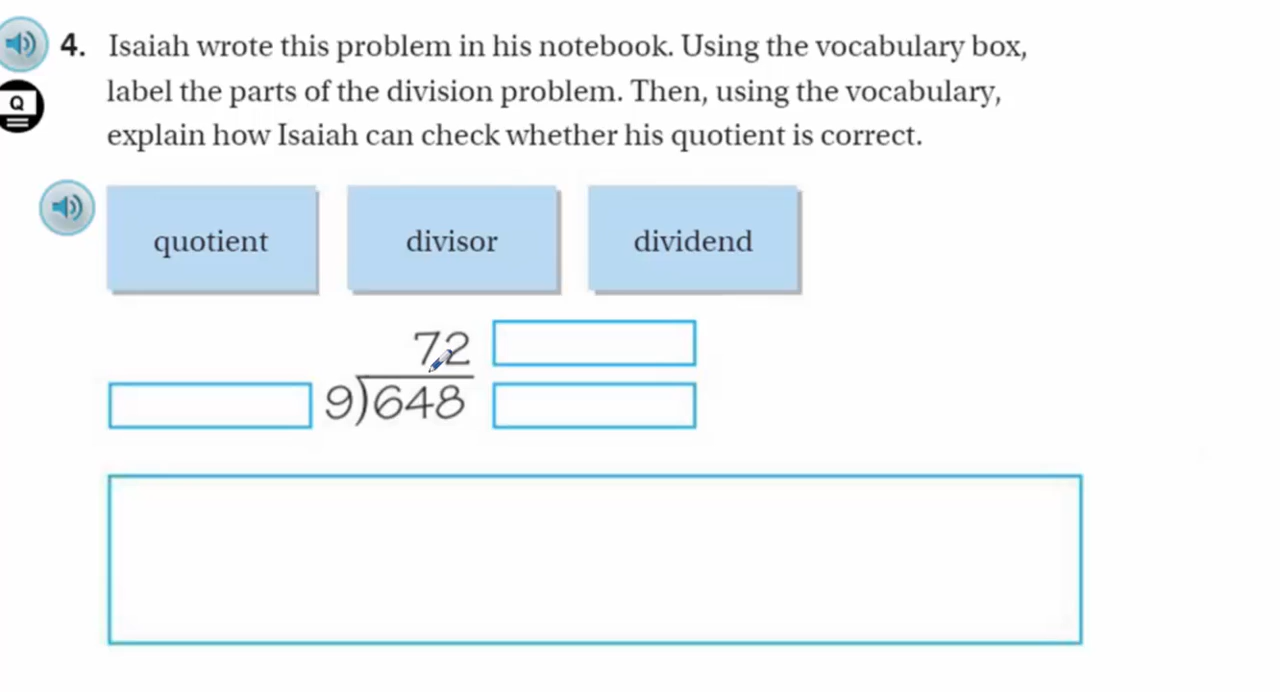 4. Isaiah wrote this problem in his notebook. Using the vocabulary box,
label the parts of the division problem. Then, using the vocabulary,
explain how Isaiah can check whether his quotient is correct.
Q
quotient divisor dividend
72
9)648